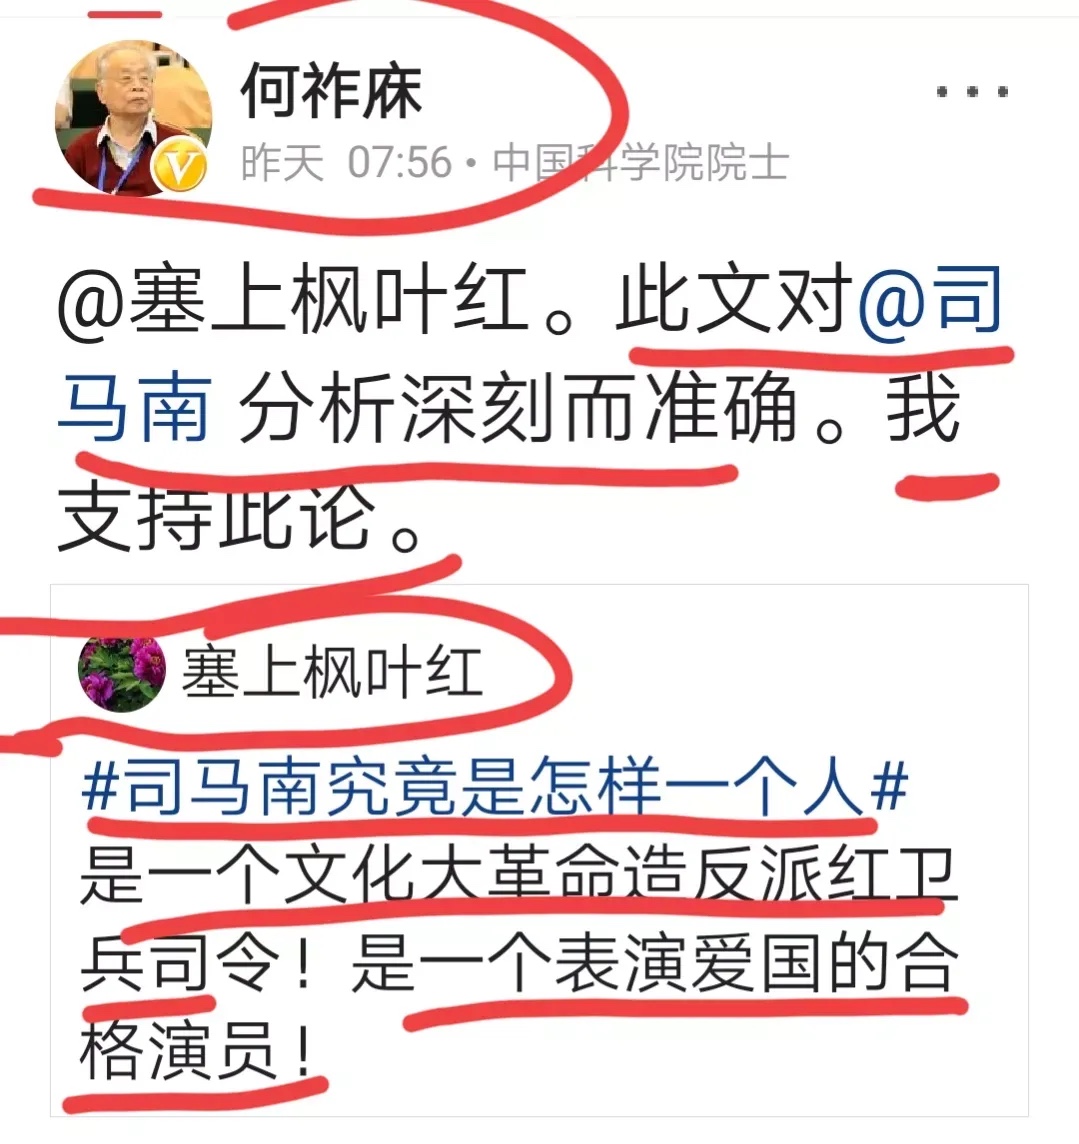 何祚庥
昨天 07:56 • 中国科学院院士
@塞上枫叶红。此文对@司
马南 分析深刻而准确。我
支持此论。
塞上枫叶红
#司马南究竟是怎样一个人#
是一个文化大革命造反派红卫
兵司令！是一个表演爱国的合
格演员！